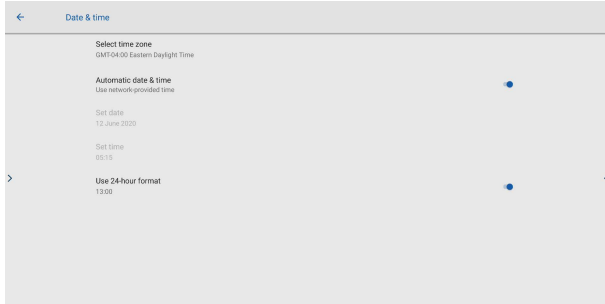 Date & time
Select time zone
GMT-04:00 Eastern Daylight Time
Automatic date & time
Use network-provided time
Set date
12 June 2020
Set time
05:15
Use 24-hour format
13:00